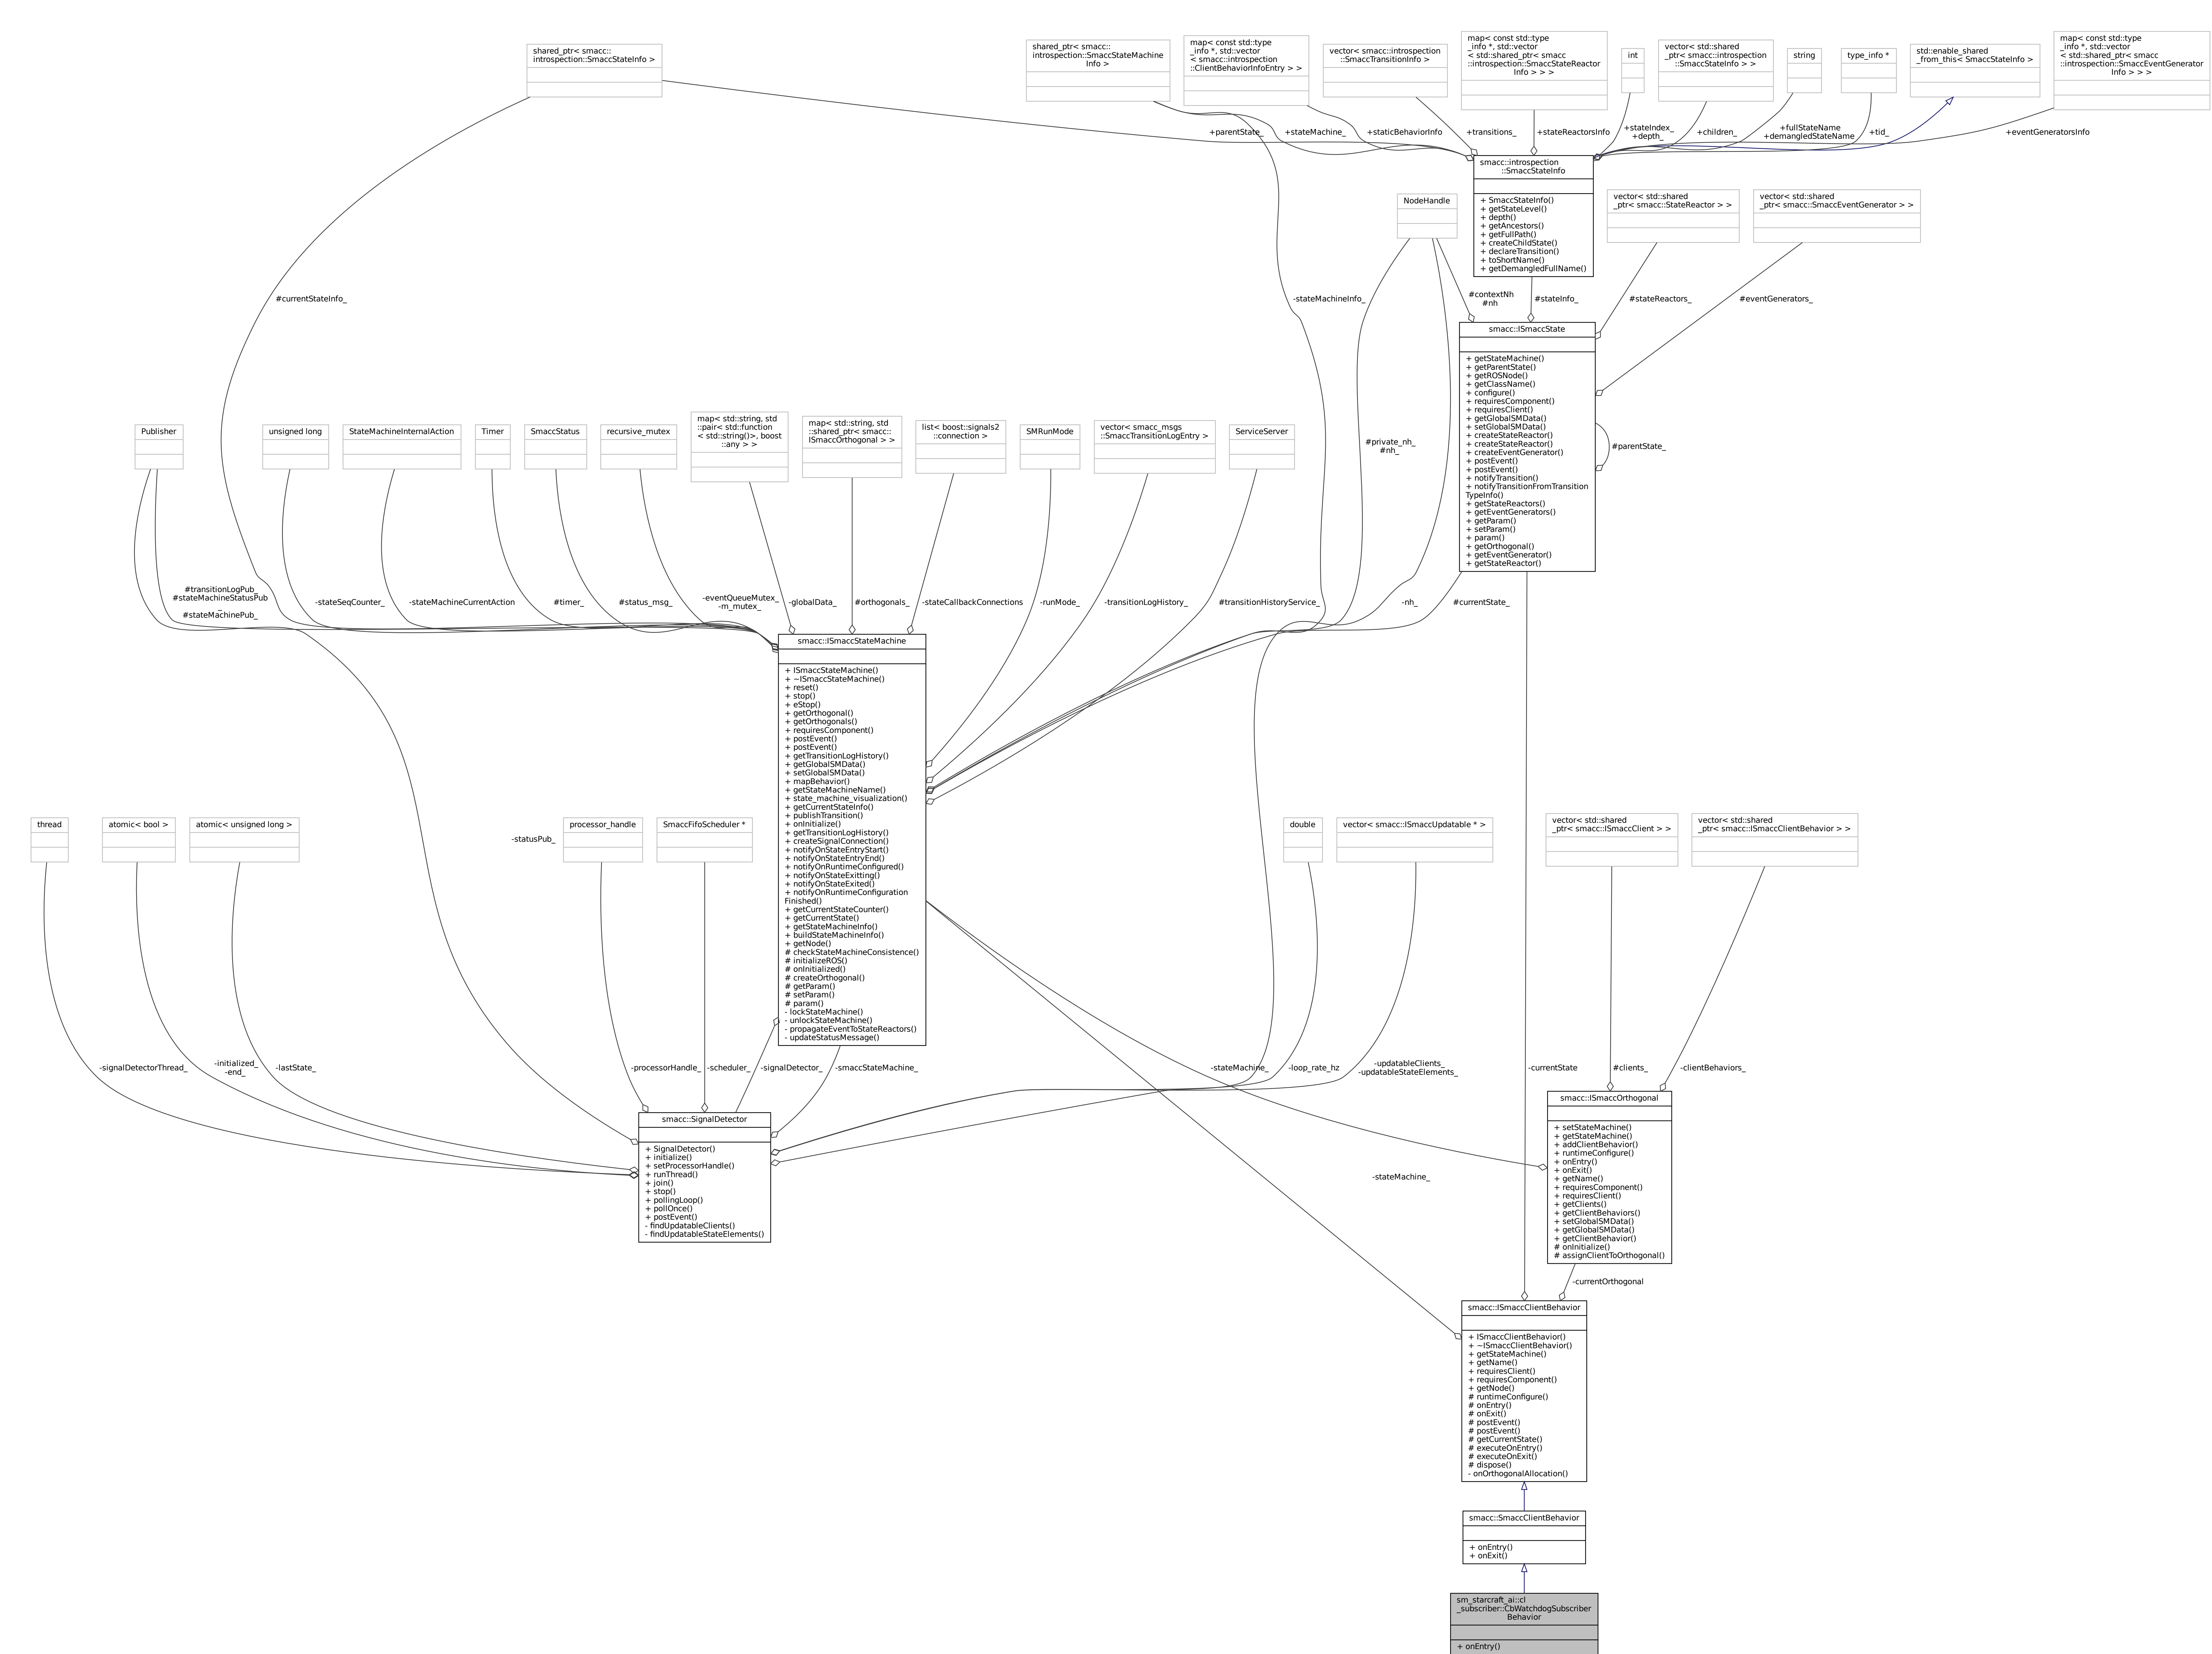 shared_ptr< smacc::
introspection::SmaccStateInfo >
shared_ptr< smacc::
introspection::SmaccStateMachine
Info >
map< const std::type
_info *, std::vector
< smacc::introspection
::ClientBehaviorInfoEntry > >
vector< smacc::introspection
::SmaccTransitionInfo >
map< const std::type
_info *, std::vector
< std::shared_ptr< smacc
::introspection::SmaccStateReactor
Info > > >
int
vector< std::shared
_ptr< smacc::introspection
::SmaccStateInfo > >
string
type_info *
std::enable_shared
_from_this< SmaccStateInfo >
map< const std::type
_info *, std::vector
< std::shared_ptr< smacc
::introspection::SmaccEventGenerator
Info > > >
+parentState_
+stateMachine_
+staticBehaviorInfo
+transitions_
+stateReactorsInfo
+stateIndex_
+depth_
+children_
+fullStateName
+demangledStateName
+tid_
+eventGeneratorsInfo
smacc::introspection
::SmaccStateInfo
+ SmaccStateInfo()
+ getStateLevel()
+ depth()
+ getAncestors()
+ getFullPath()
+ createChildState()
+ declareTransition()
+ toShortName()
+ getDemangledFullName()
NodeHandle
vector< std::shared
_ptr< smacc::StateReactor > >
vector< std::shared
_ptr< smacc::SmaccEventGenerator > >
#currentStateInfo_
-stateMachineInfo_
#contextNh
#nh
#stateInfo_
#stateReactors_
#eventGenerators_
smacc::ISmaccState
+ getStateMachine()
+ getParentState()
+ getROSNode()
+ getClassName()
+ configure()
+ requiresComponent()
+ requiresClient()
+ getGlobalSMData()
+ setGlobalSMData()
+ createStateReactor()
+ createStateReactor()
+ createEventGenerator()
+ postEvent()
+ postEvent()
+ notifyTransition()
+ notifyTransitionFromTransition
TypeInfo()
+ getStateReactors()
+ getEventGenerators()
+ getParam()
+ setParam()
+ param()
+ getOrthogonal()
+ getEventGenerator()
+ getStateReactor()
#parentState_
Publisher
unsigned long
StateMachineInternalAction
Timer
SmaccStatus
recursive_mutex
map< std::string, std
::pair< std::function
< std::string()>, boost
::any > >
map< std::string, std
::shared_ptr< smacc::
ISmaccOrthogonal > >
list< boost::signals2
::connection >
SMRunMode
vector< smacc_msgs
::SmaccTransitionLogEntry >
ServiceServer
#private_nh_
#nh_
#transitionLogPub_
#stateMachineStatusPub
_
#stateMachinePub_
-stateSeqCounter_
-stateMachineCurrentAction
#timer_
#status_msg_
-eventQueueMutex_
-m_mutex_
-globalData_
#orthogonals_
-stateCallbackConnections
-runMode_
-transitionLogHistory_
#transitionHistoryService_
-nh_
#currentState_
smacc::ISmaccStateMachine
+ ISmaccStateMachine()
+ ~ISmaccStateMachine()
+ reset()
+ stop()
+ eStop()
+ getOrthogonal()
+ getOrthogonals()
+ requiresComponent()
+ postEvent()
+ postEvent()
+ getTransitionLogHistory()
+ getGlobalSMData()
+ setGlobalSMData()
+ mapBehavior()
+ getStateMachineName()
+ state_machine_visualization()
+ getCurrentStateInfo()
+ publishTransition()
+ onInitialize()
+ getTransitionLogHistory()
+ createSignalConnection()
+ notifyOnStateEntryStart()
+ notifyOnStateEntryEnd()
+ notifyOnRuntimeConfigured()
+ notifyOnStateExitting()
+ notifyOnStateExited()
+ notifyOnRuntimeConfiguration
Finished()
+ getCurrentStateCounter()
+ getCurrentState()
+ getStateMachineInfo()
+ buildStateMachineInfo()
+ getNode()
# checkStateMachineConsistence()
# initializeROS()
# onInitialized()
# createOrthogonal()
# getParam()
# setParam()
# param()
- lockStateMachine()
- unlockStateMachine()
- propagateEventToStateReactors()
- updateStatusMessage()
thread
atomic< bool >
atomic< unsigned long >
-statusPub_
processor_handle
SmaccFifoScheduler *
double
vector< smacc::ISmaccUpdatable * >
vector< std::shared
_ptr< smacc::ISmaccClient > >
vector< std::shared
_ptr< smacc::ISmaccClientBehavior > >
-signalDetectorThread_
-initialized_
-end_
-lastState_
-processorHandle_
-scheduler_
-signalDetector_
-smaccStateMachine_
-stateMachine_
-loop_rate_hz
-updatableClients_
-updatableStateElements_
-currentState
#clients_
-clientBehaviors_
smacc::SignalDetector
+ SignalDetector()
+ initialize()
+ setProcessorHandle()
+ runThread()
+ join()
+ stop()
+ pollingLoop()
+ pollOnce()
+ postEvent()
- findUpdatableClients()
- findUpdatableStateElements()
smacc::ISmaccOrthogonal
+ setStateMachine()
+ getStateMachine()
+ addClientBehavior()
+ runtimeConfigure()
+ onEntry()
+ onExit()
+ getName()
+ requiresComponent()
+ requiresClient()
+ getClients()
+ getClientBehaviors()
+ setGlobalSMData()
+ getGlobalSMData()
+ getClientBehavior()
# onInitialize()
# assignClientToOrthogonal()
-stateMachine_
-currentOrthogonal
smacc::ISmaccClientBehavior
+ ISmaccClientBehavior()
+ ~ISmaccClientBehavior()
+ getStateMachine()
+ getName()
+ requiresClient()
+ requiresComponent()
+ getNode()
# runtimeConfigure()
# onEntry()
# onExit()
# postEvent()
# postEvent()
# getCurrentState()
# executeOnEntry()
# executeOnExit()
# dispose()
- onOrthogonalAllocation()
smacc::SmaccClientBehavior
+ onEntry()
+ onExit()
sm_starcraft_ai::cl
_subscriber::CbWatchdogSubscriber
Behavior
+ onEntry()